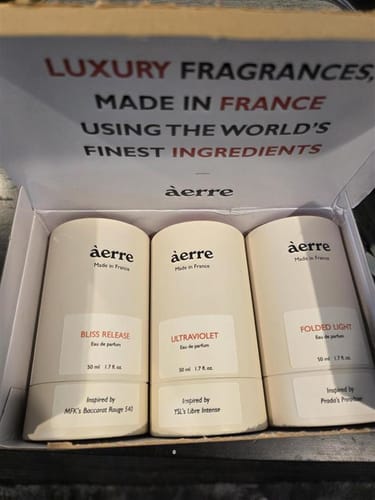 LUXURY FRAGRANCES,
MADE IN FRANCE
USING THE WORLD'S
FINEST INGREDIENTS
àerre
àerre
Made in France
BLISS RELEASE
Eau de parfum
50 ml 1.7 fl oz.
Inspired by
MFK's Baccarat Rouge 540
àerre
Made in France
ULTRAVIOLET
Eau de parfum
50 ml 1.7 fl oz.
Inspired by
YSL's Libre Intense
àerre
Made in France
FOLDED LIGHT
Eau de parfum
50 ml 1.7 fl oz.
Inspired by
Prada's